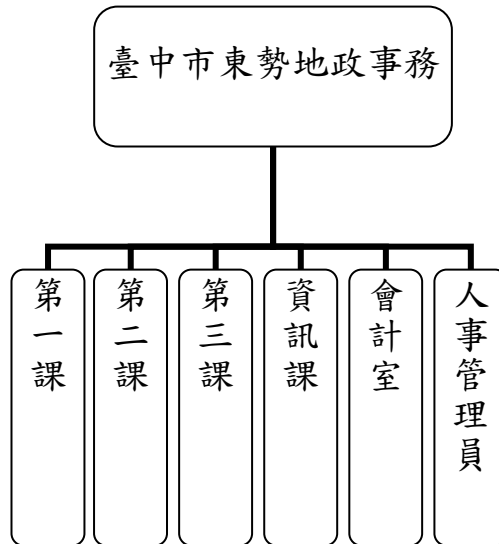 臺中市東勢地政事務
第一課
第二課
第三課
資訊課
會計室
人事管理員